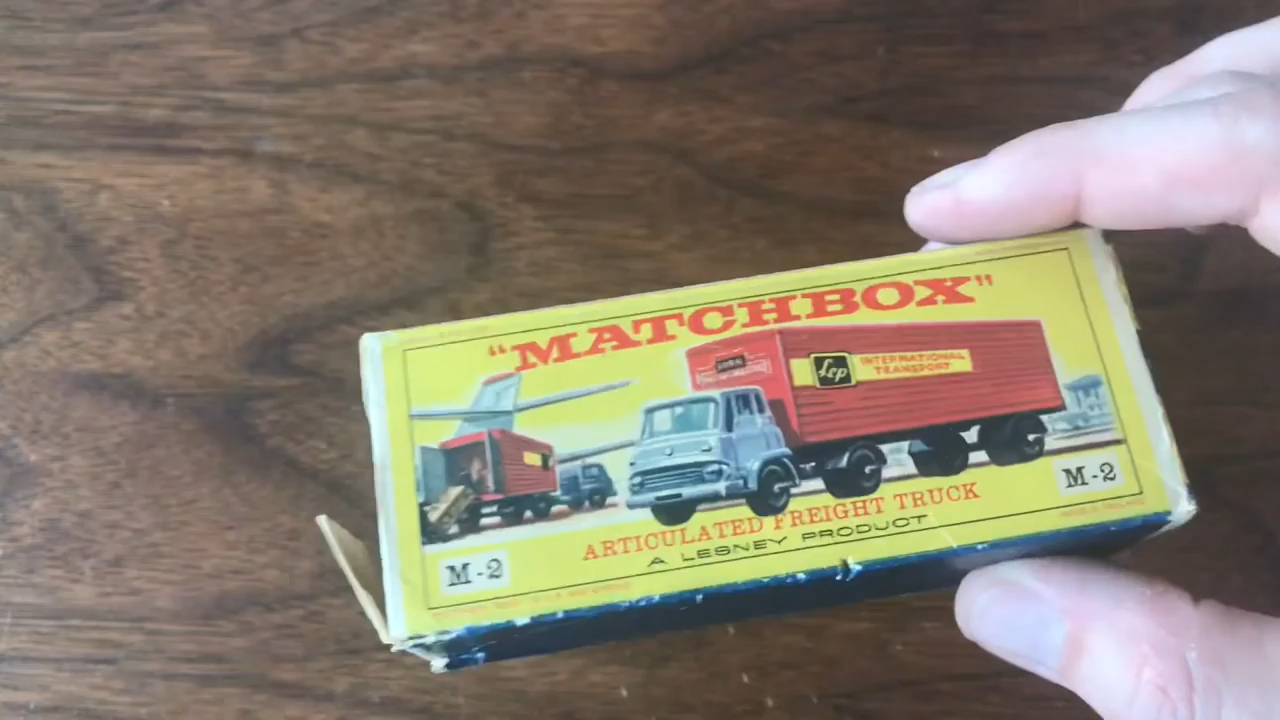 "MATCHBOX"
Lep
INTERNATIONAL
TRANSPORT
M-2
ARTICULATED FREIGHT TRUCK
A LESNEY PRODUCT
M-2